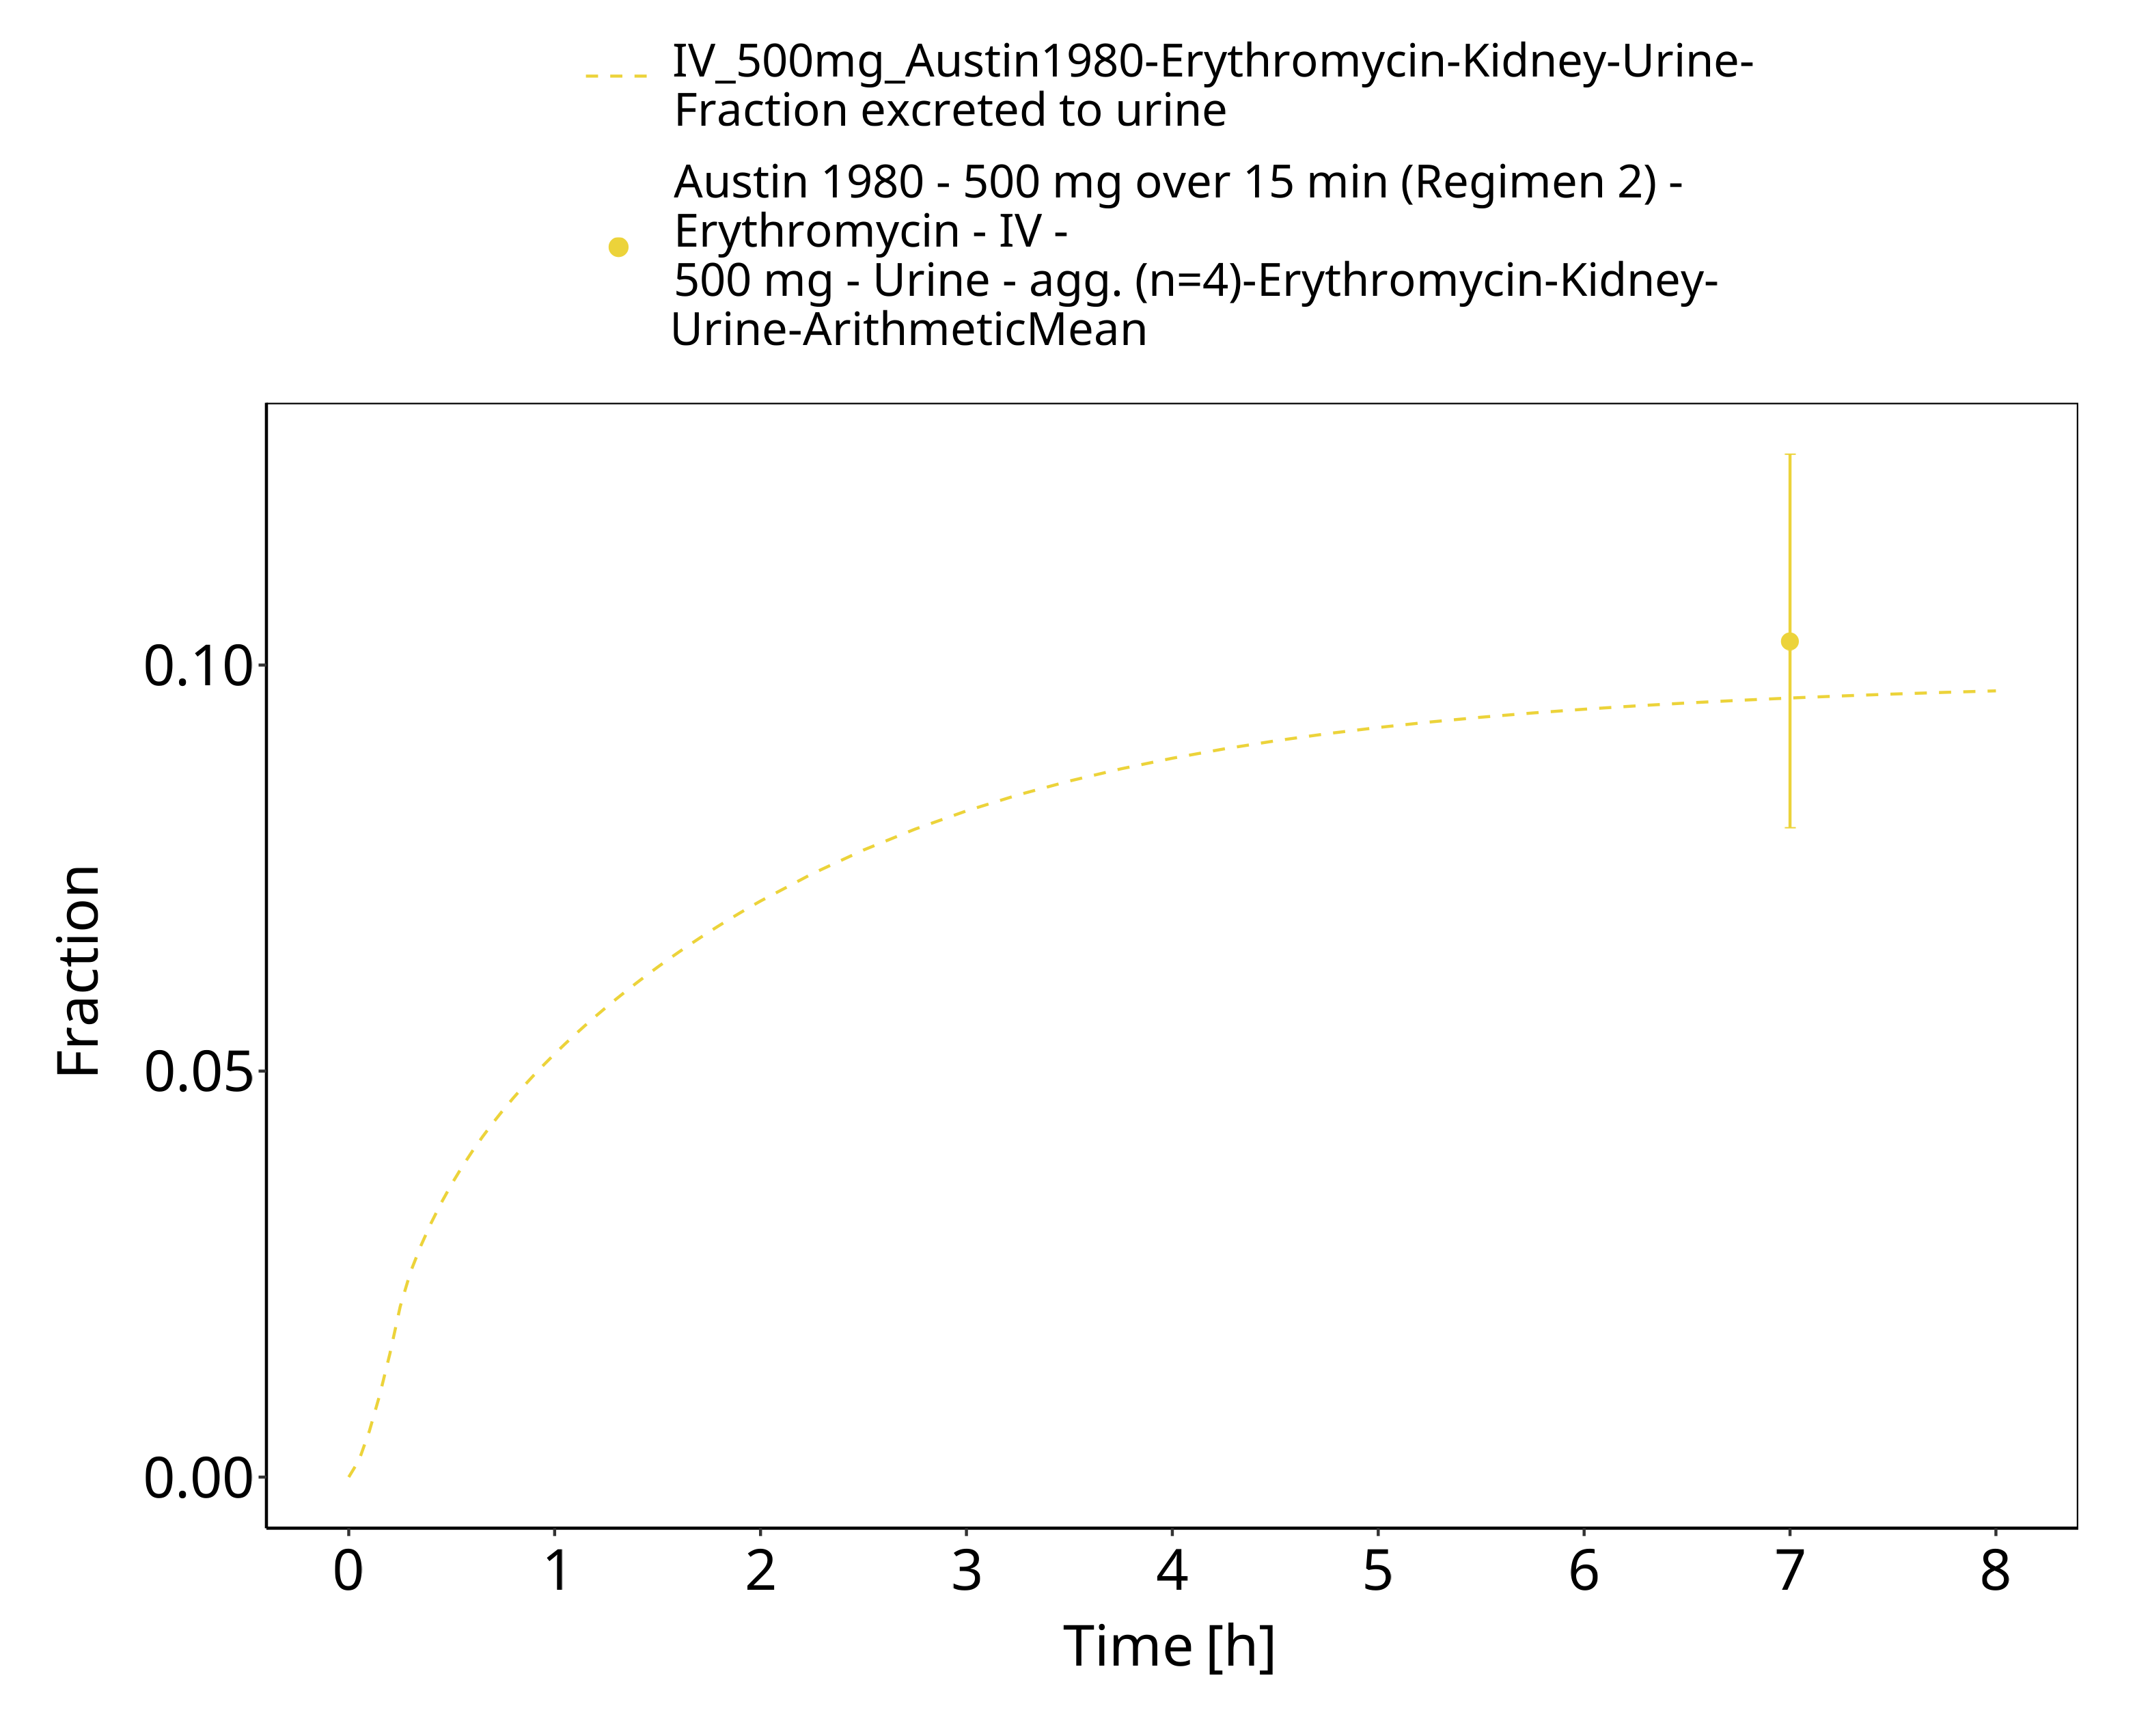 IV_500mg_Austin1980-Erythromycin-Kidney-Urine-
Fraction excreted to urine
Austin 1980 - 500 mg over 15 min (Regimen 2) -
Erythromycin - IV -
500 mg - Urine - agg. (n=4)-Erythromycin-Kidney-
Urine-ArithmeticMean
Fraction
0.10
0.05
0.00
0 1 2 3 4 5 6 7 8
Time [h]